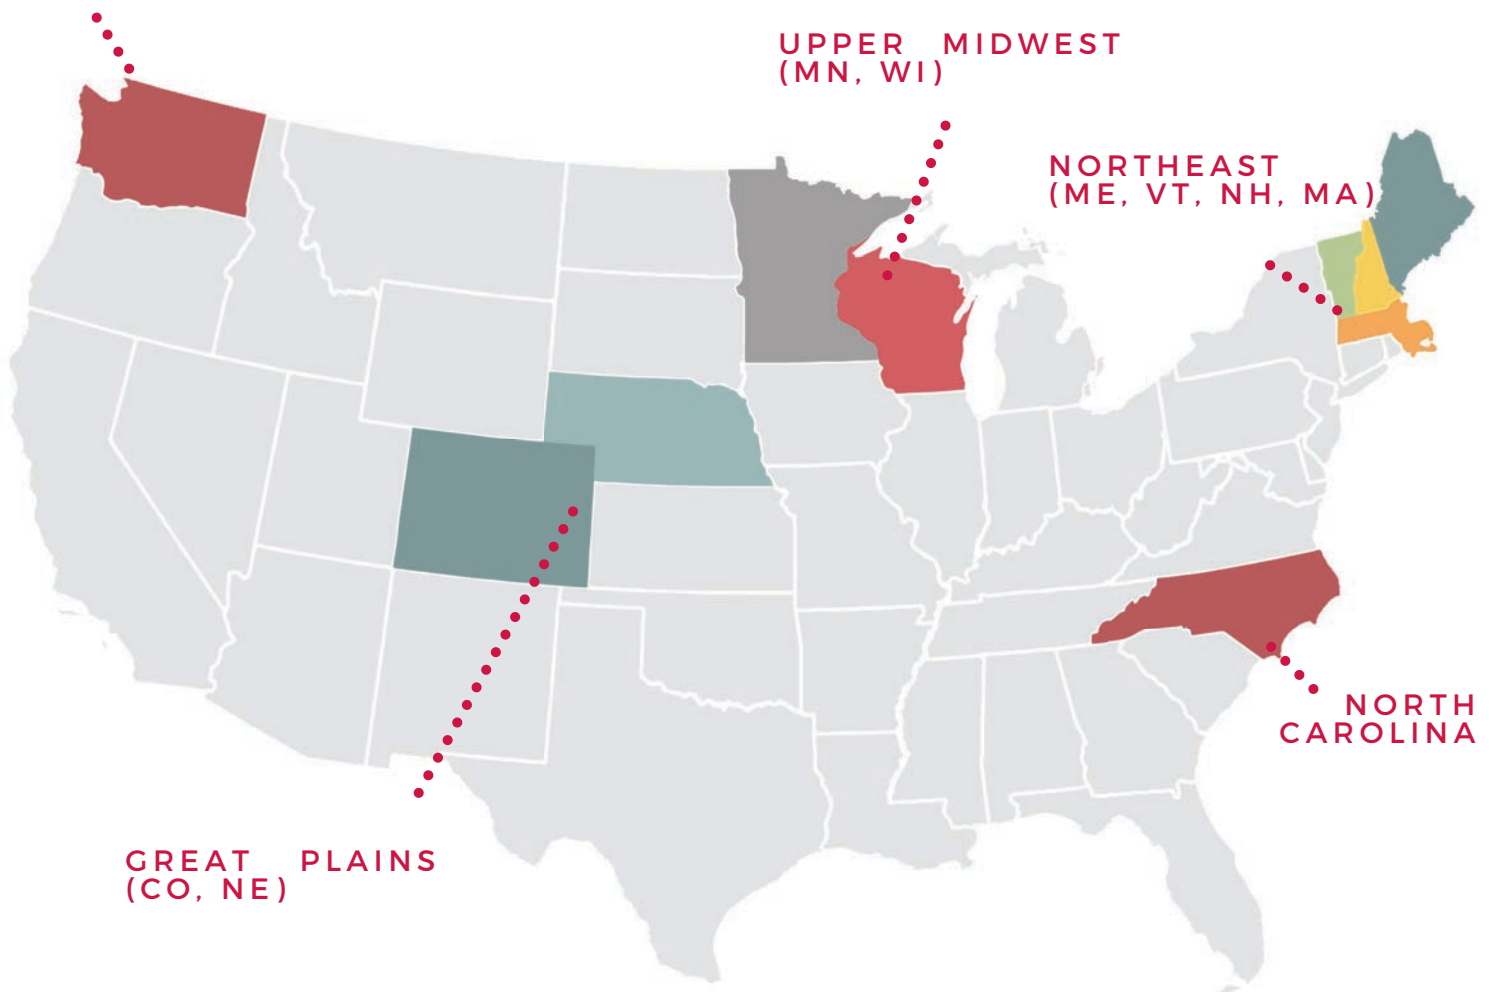 UPPER MIDWEST
(MN, WI)
NORTHEAST
(ME, VT, NH, MA)
NORTH
CAROLINA
GREAT PLAINS
(CO, NE)